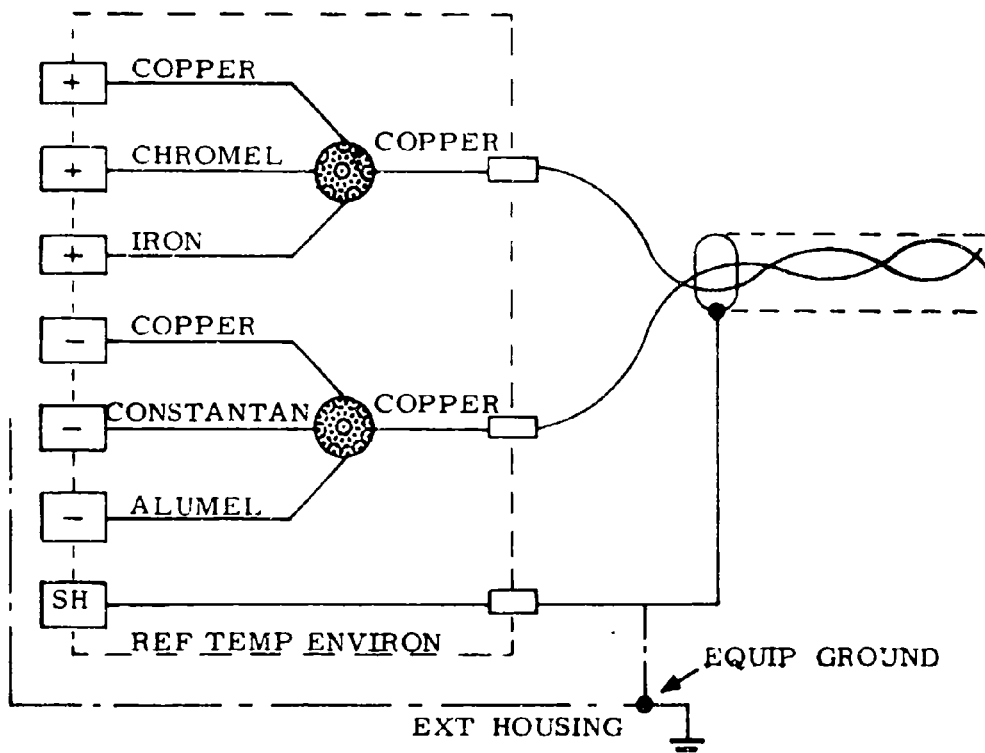 + COPPER
+ CHROMEL COPPER
+ IRON
- COPPER
- CONSTANTAN COPPER
- ALUMEL
SH
REF TEMP ENVIRON
EQUIP GROUND
EXT HOUSING